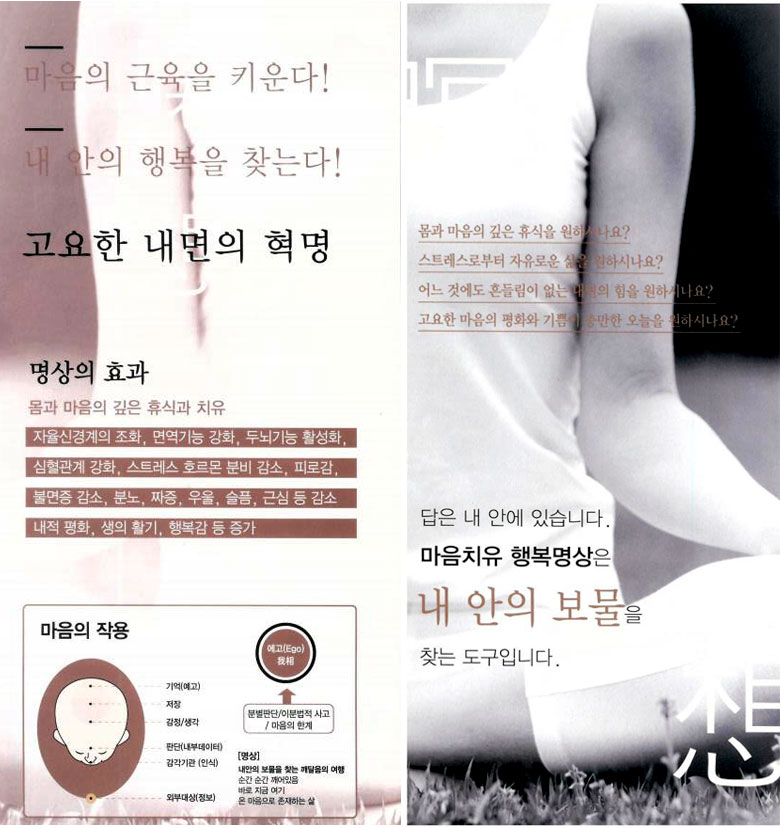 마음의 근육을 키운다!
내 안의 행복을 찾는다!
고요한 내면의 혁명
명상의 효과
몸과 마음의 깊은 휴식과 치유
자율신경계의 조화, 면역기능 강화, 두뇌기능 활성화,
심혈관계 강화, 스트레스 호르몬 분비 감소, 피로감,
불면증 감소, 분노, 짜증, 우울, 슬픔, 근심 등 감소
내적 평화, 생의 활기, 행복감 등 증가
마음의 작용
기억(에고)
저장
감정/생각
판단(내부데이터)
감각기관 (인식)
외부대상(정보)
에고(Ego)
我相
분별판단/이분법적 사고
/ 마음의 한계
[명상]
내안의 보물을 찾는 깨달음의 여행
순간 순간 깨어있음
바로 지금 여기
온 마음으로 존재하는 삶
몸과 마음의 깊은 휴식을 원하시나요?
스트레스로부터 자유로운 삶을 원하시나요?
어느 것에도 흔들림이 없는 내면의 힘을 원하시나요?
고요한 마음의 평화와 기쁨이 충만한 오늘을 원하시나요?
답은 내 안에 있습니다.
마음치유 행복명상은
내 안의 보물을
찾는 도구입니다.
想